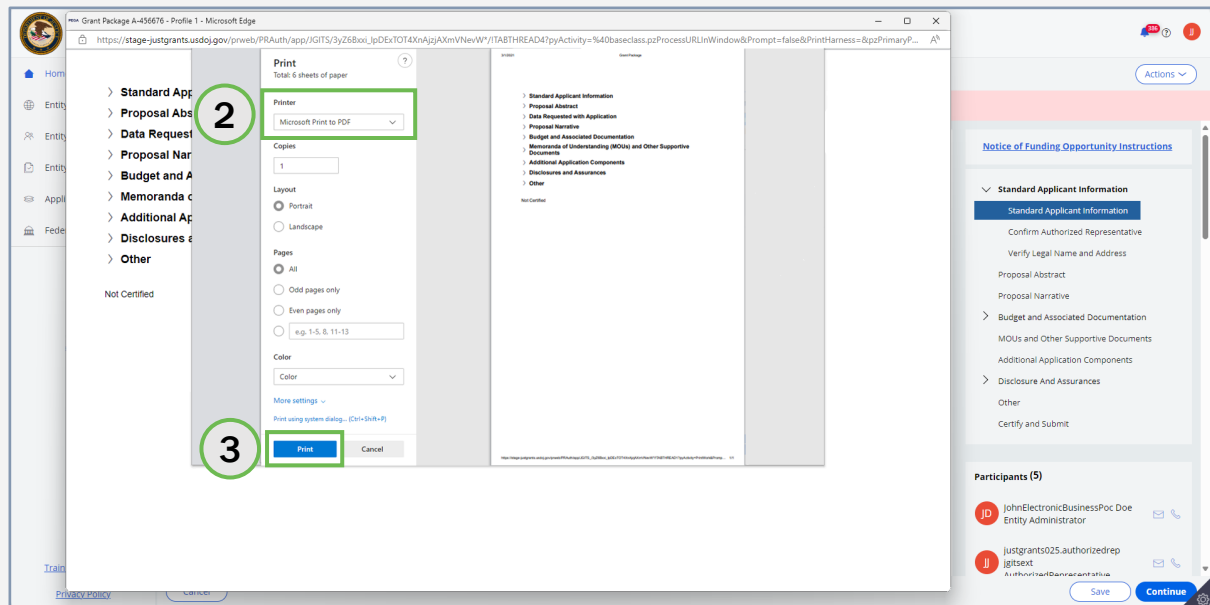 Grant Package A-456676 - Profile 1 - Microsoft Edge
https://stage-justgrants.usdoj.gov/prweb/PRAuth/app/JGITS/3yZ6Bxxi_IpDExTOT4XnAjzjAXmVNevW*/!TABTHREAD4?pyActivity=%40baseclass.pzProcessURLInWindow&Prompt=false&PrintHarness=&pzPrimaryP...
Hom
Entity
Entity
Entity
Appli
Fede
Train
Privacy Policy
Cancel
Standard App
Proposal Abs
Data Request
Proposal Nar
Budget and A
Memoranda o
Additional Ap
Disclosures a
Other
Not Certified
2
3
Print
?
Total: 6 sheets of paper
Printer
Microsoft Print to PDF
Copies
1
Layout
Portrait
Landscape
Pages
All
Odd pages only
Even pages only
e.g. 1-5, 8, 11-13
Color
Color
More settings
Print using system dialog... (Ctrl+Shift+P)
Print
Cancel
Grant Package
Standard Applicant Information
Proposal Abstract
Data Requested with Application
Proposal Narrative
Budget and Associated Documentation
Memoranda of Understanding (MOUs) and Other Supportive
Documents
Additional Application Components
Disclosures and Assurances
Other
Not Certified
JJ
Actions
Notice of Funding Opportunity Instructions
Standard Applicant Information
Standard Applicant Information
Confirm Authorized Representative
Verify Legal Name and Address
Proposal Abstract
Proposal Narrative
Budget and Associated Documentation
MOUs and Other Supportive Documents
Additional Application Components
Disclosure And Assurances
Other
Certify and Submit
Participants (5)
JD
JohnElectronicBusinessPoc Doe
Entity Administrator
JJ
justgrants025.authorizedrep
jgitsext
AuthorizedRepresentative
Save
Continue